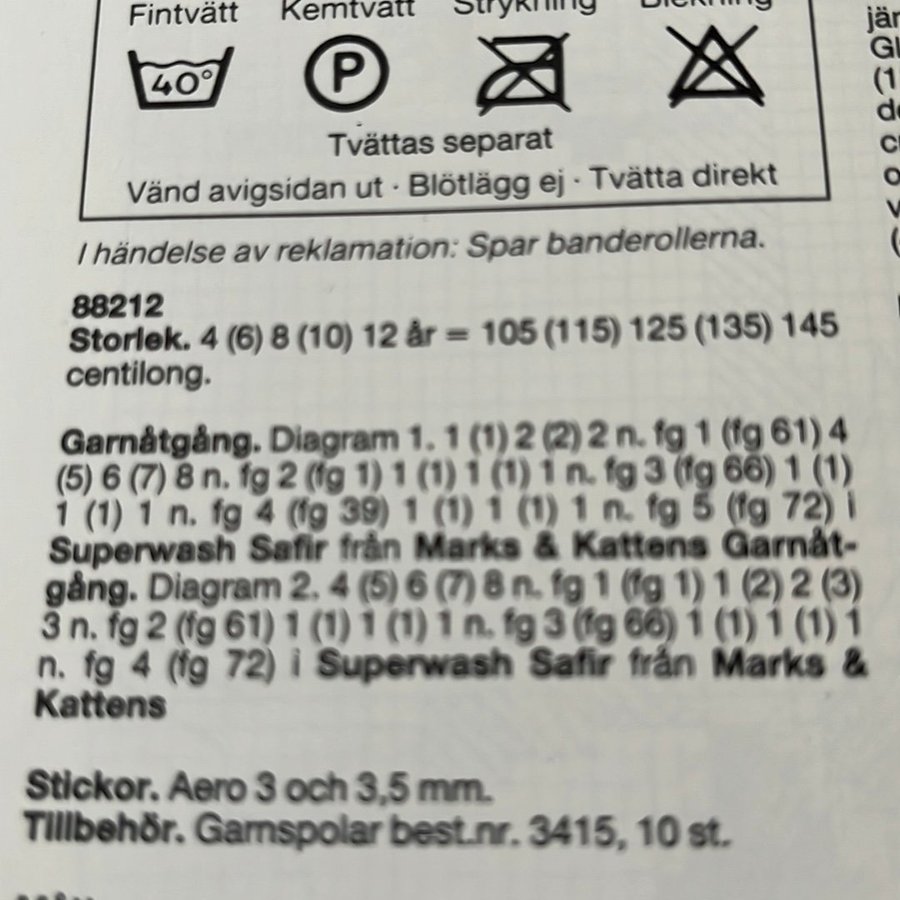 Fintvätt Kemtvätt Strykning Blekning
40° P
Tvättas separat
Vänd avigsidan ut · Blötlägg ej · Tvätta direkt
I händelse av reklamation: Spar banderollerna.
88212
Storlek. 4 (6) 8 (10) 12 år = 105 (115) 125 (135) 145
centilong.
Garnåtgång. Diagram 1. 1 (1) 2 (2) 2 n. fg 1 (fg 61) 4
(5) 6 (7) 8 n. fg 2 (fg 1) 1 (1) 1 (1) 1 n. fg 3 (fg 66) 1 (1)
1 (1) 1 n. fg 4 (fg 39) 1 (1) 1 (1) 1 n. fg 5 (fg 72) i
Superwash Safir från Marks & Kattens Garnåt-
gång. Diagram 2. 4 (5) 6 (7) 8 n. fg 1 (fg 1) 1 (2) 2 (3)
3 n. fg 2 (fg 61) 1 (1) 1 (1) 1 n. fg 3 (fg 66) 1 (1) 1 (1) 1
n. fg 4 (fg 72) i Superwash Safir från Marks &
Kattens
Stickor. Aero 3 och 3,5 mm.
Tillbehör. Garnspolar best.nr. 3415, 10 st.